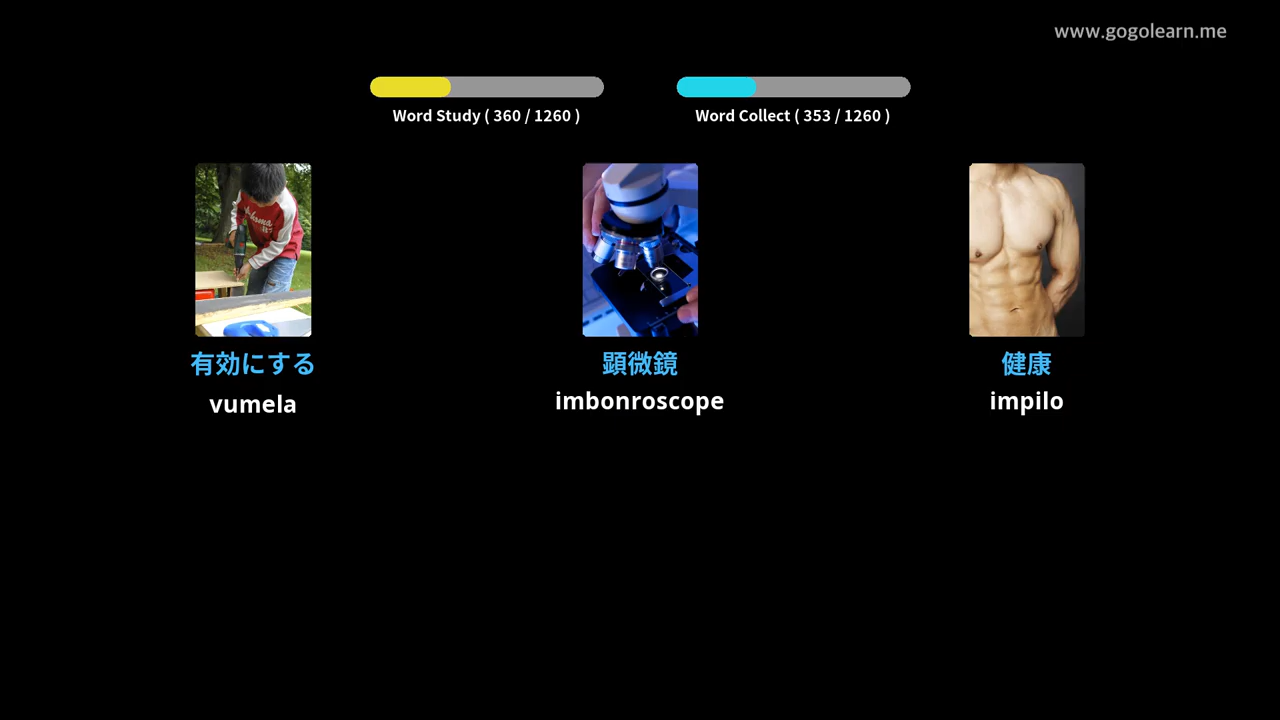 www.gogolearn.me
Word Study ( 360 / 1260 )
Word Collect ( 353 / 1260 )
有効にする
顕微鏡
健康
vumela
imbonroscope
impilo